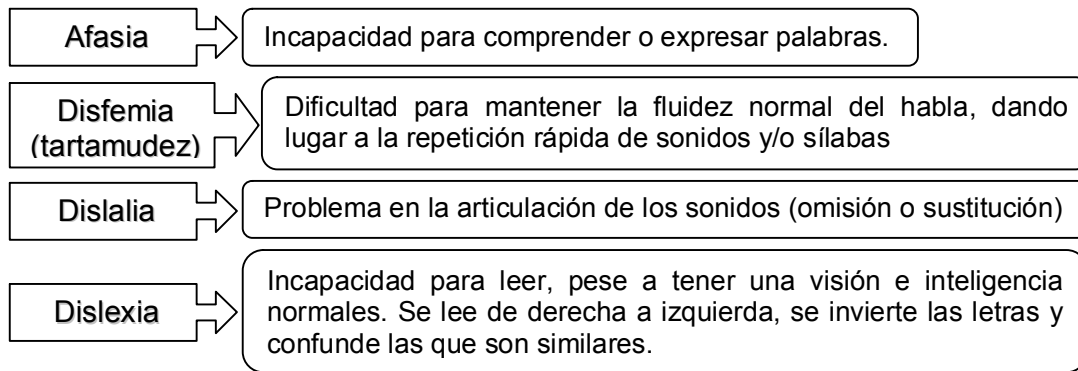 Afasia
Incapacidad para comprender o expresar palabras.
Disfemia
(tartamudez)
Dificultad para mantener la fluidez normal del habla, dando
lugar a la repetición rápida de sonidos y/o sílabas
Dislalia
Problema en la articulación de los sonidos (omisión o sustitución)
Dislexia
Incapacidad para leer, pese a tener una visión e inteligencia
normales. Se lee de derecha a izquierda, se invierte las letras y
confunde las que son similares.